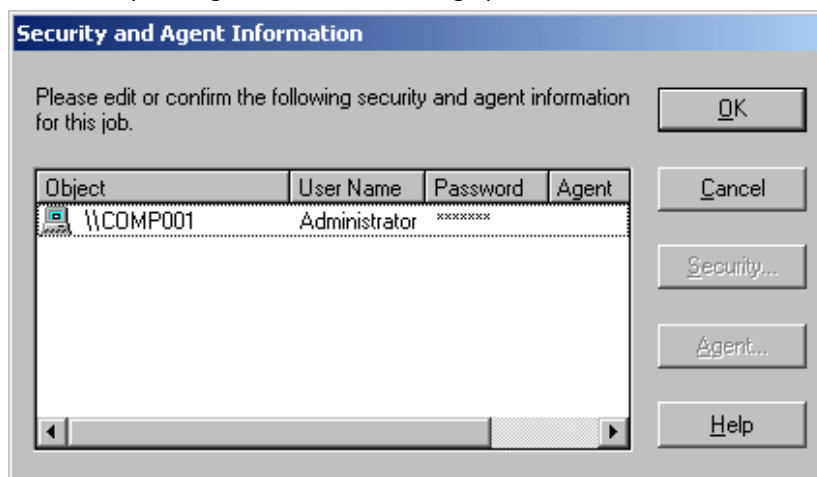 Security and Agent Information
Please edit or confirm the following security and agent information
for this job.
OK
Object User Name Password Agent
Cancel
\\COMP001 Administrator *******
Security...
Agent...
Help